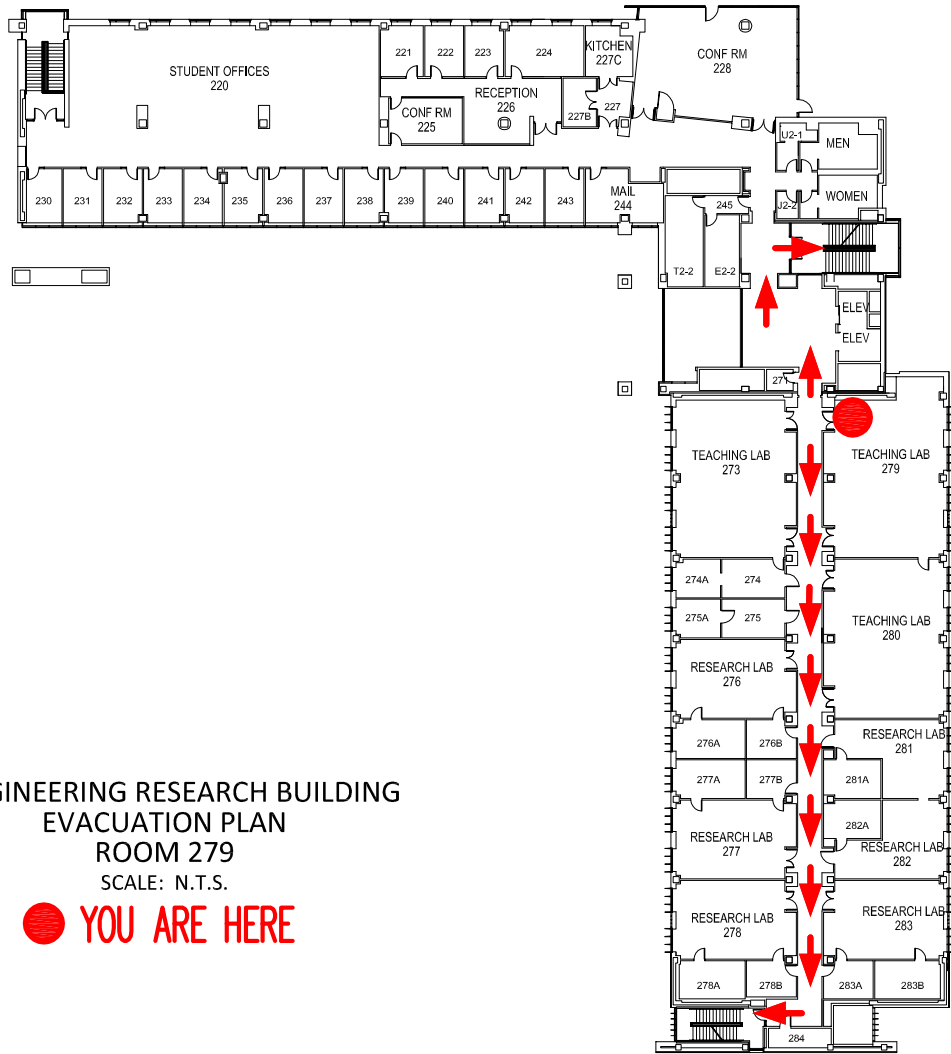 221
222
223
224
KITCHEN
227C
CONF RM
228
STUDENT OFFICES
220
RECEPTION
226
CONF RM
225
227B
227
U2-1
MEN
230
231
232
233
234
235
236
237
238
239
240
241
242
243
MAIL
244
245
J2-2
WOMEN
T2-2
E2-2
ELEV
ELEV
271
TEACHING LAB
273
TEACHING LAB
279
274A
274
275A
275
TEACHING LAB
280
RESEARCH LAB
276
276A
276B
RESEARCH LAB
281
277A
277B
281A
282A
RESEARCH LAB
277
RESEARCH LAB
282
RESEARCH LAB
278
RESEARCH LAB
283
278A
278B
283A
283B
284
GINEERING RESEARCH BUILDING
EVACUATION PLAN
ROOM 279
SCALE: N.T.S.
YOU ARE HERE